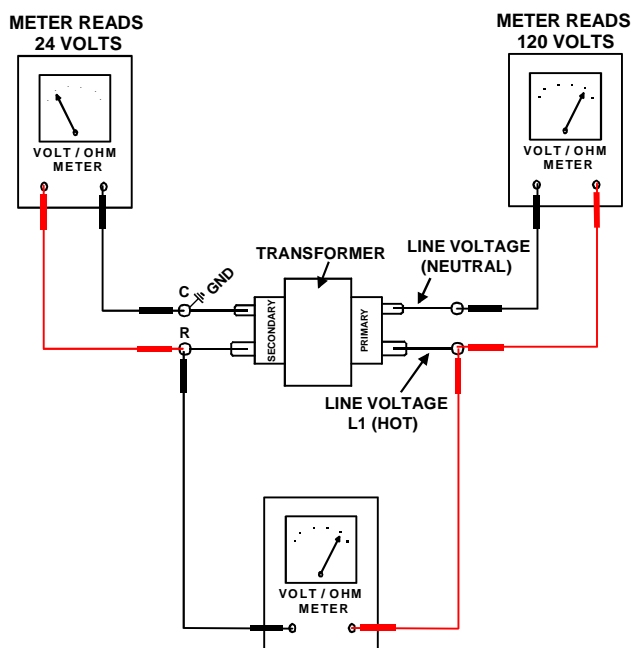 METER READS
24 VOLTS
METER READS
120 VOLTS
VOLT / OHM
METER
VOLT / OHM
METER
TRANSFORMER
LINE VOLTAGE
(NEUTRAL)
C
GND
R
SECONDARY
PRIMARY
LINE VOLTAGE
L1 (HOT)
VOLT / OHM
METER